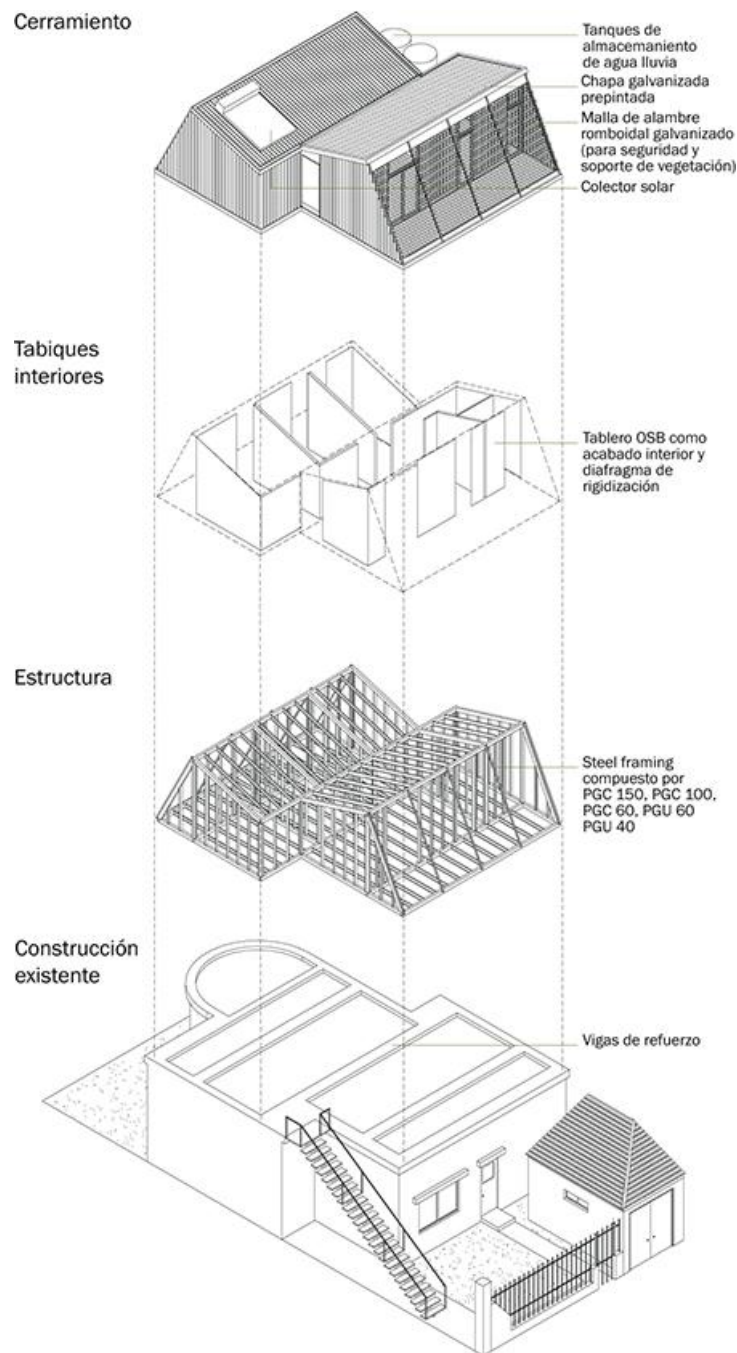 Cerramiento
Tanques de
almacemaniento
de agua lluvia
Chapa galvanizada
prepintada
Malla de alambre
romboidal galvanizado
(para seguridad y
soporte de vegetación)
Colector solar
Tabiques
interiores
Tablero OSB como
acabado interior y
diafragma de
rigidización
Estructura
Steel framing
compuesto por
PGC 150, PGC 100,
PGC 60, PGU 60
PGU 40
Construcción
existente
Vigas de refuerzo